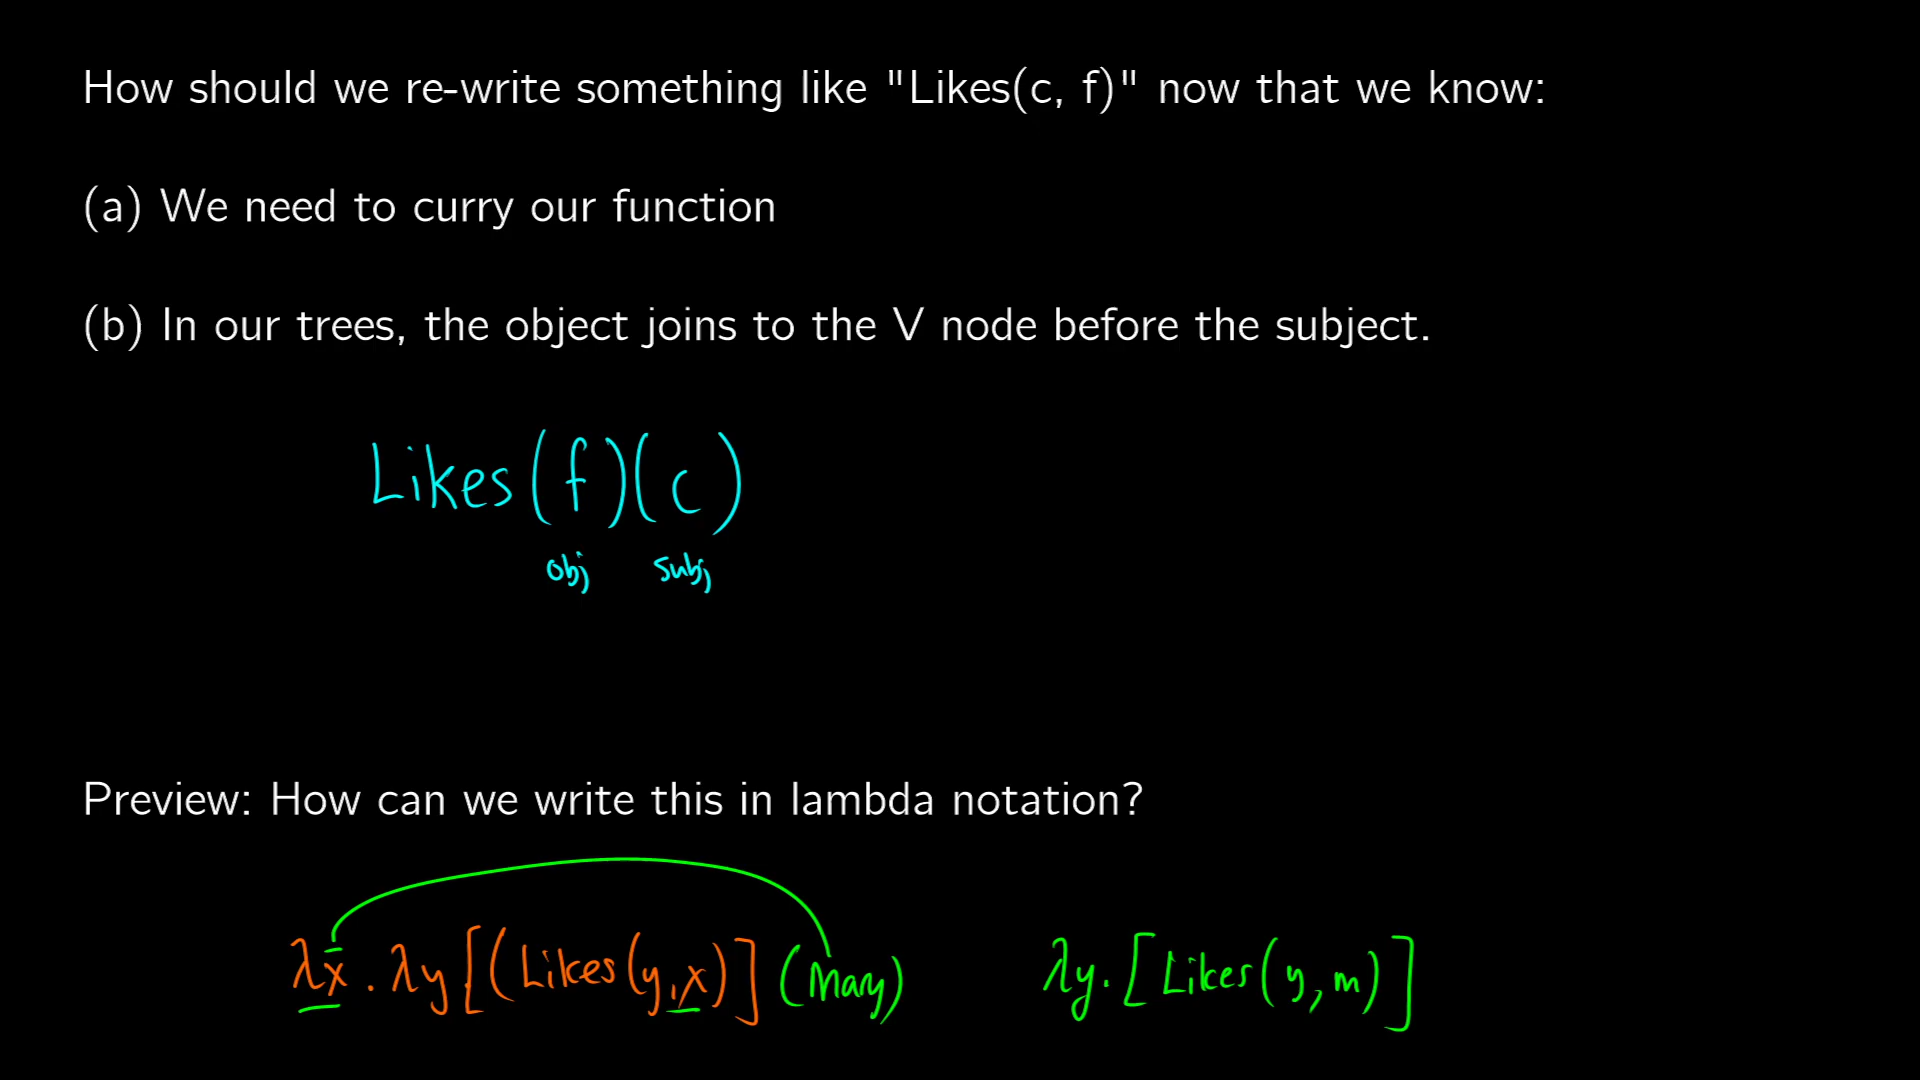 How should we re-write something like "Likes(c, f)" now that we know:
(a) We need to curry our function
(b) In our trees, the object joins to the V node before the subject.
Likes(f)(c)
obj subj
Preview: How can we write this in lambda notation?
λx.λy[(Likes(y,x)](Mary) λy.[Likes(y,m)]